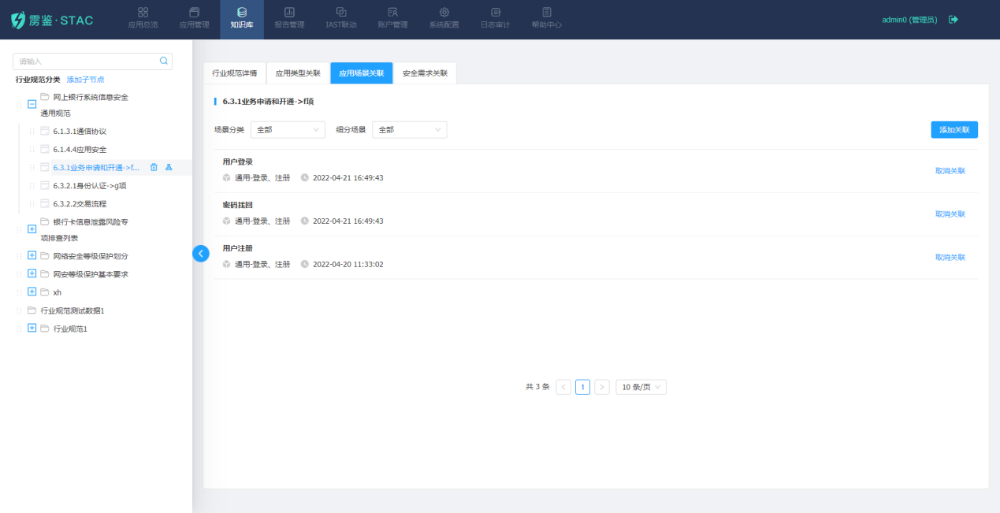 雳鉴·STAC
应用总览
应用管理
知识库
报告管理
IAST联动
账户管理
系统配置
日志审计
帮助中心
admin0 (管理员)
请输入
行业规范分类 添加子节点
网上银行系统信息安全
通用规范
6.1.3.1通信协议
6.1.4.4应用安全
6.3.1业务申请和开通->f...
6.3.2.1身份认证->g项
6.3.2.2交易流程
银行卡信息泄露风险专
项排查列表
网络安全等级保护划分
网安等级保护基本要求
xh
行业规范测试数据1
行业规范1
行业规范详情 应用类型关联 应用场景关联 安全需求关联
6.3.1业务申请和开通->f项
场景分类 全部 细分场景 全部 添加关联
用户登录
通用-登录、注册 2022-04-21 16:49:43
取消关联
密码找回
通用-登录、注册 2022-04-21 16:49:43
取消关联
用户注册
通用-登录、注册 2022-04-20 11:33:02
取消关联
共 3 条 < 1 > 10 条/页